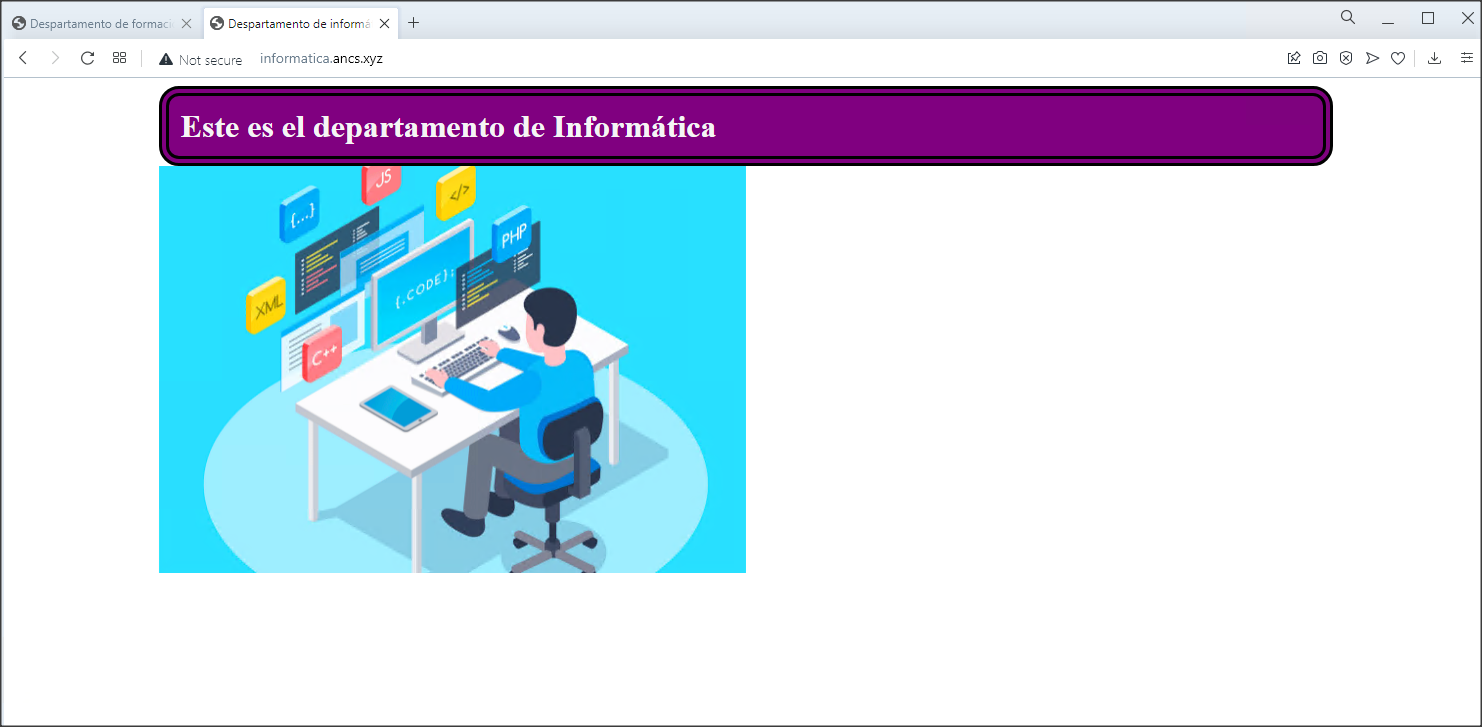 Despartamento de formaci
Despartamento de informá
Not secure
informatica.ancs.xyz
Este es el departamento de Informática
JS
</>
{...}
PHP
{.CODE};
XML
C++